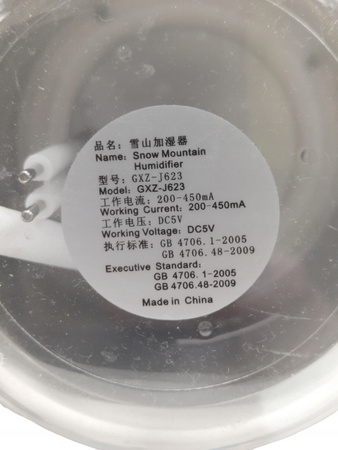 品名：雪山加湿器
Name: Snow Mountain
Humidifier
型号：GXZ-J623
Model: GXZ-J623
工作电流：200-450mA
Working Current: 200-450mA
工作电压：DC5V
Working Voltage: DC5V
执行标准：GB 4706.1-2005
GB 4706.48-2009
Executive Standard:
GB 4706.1-2005
GB 4706.48-2009
Made in China